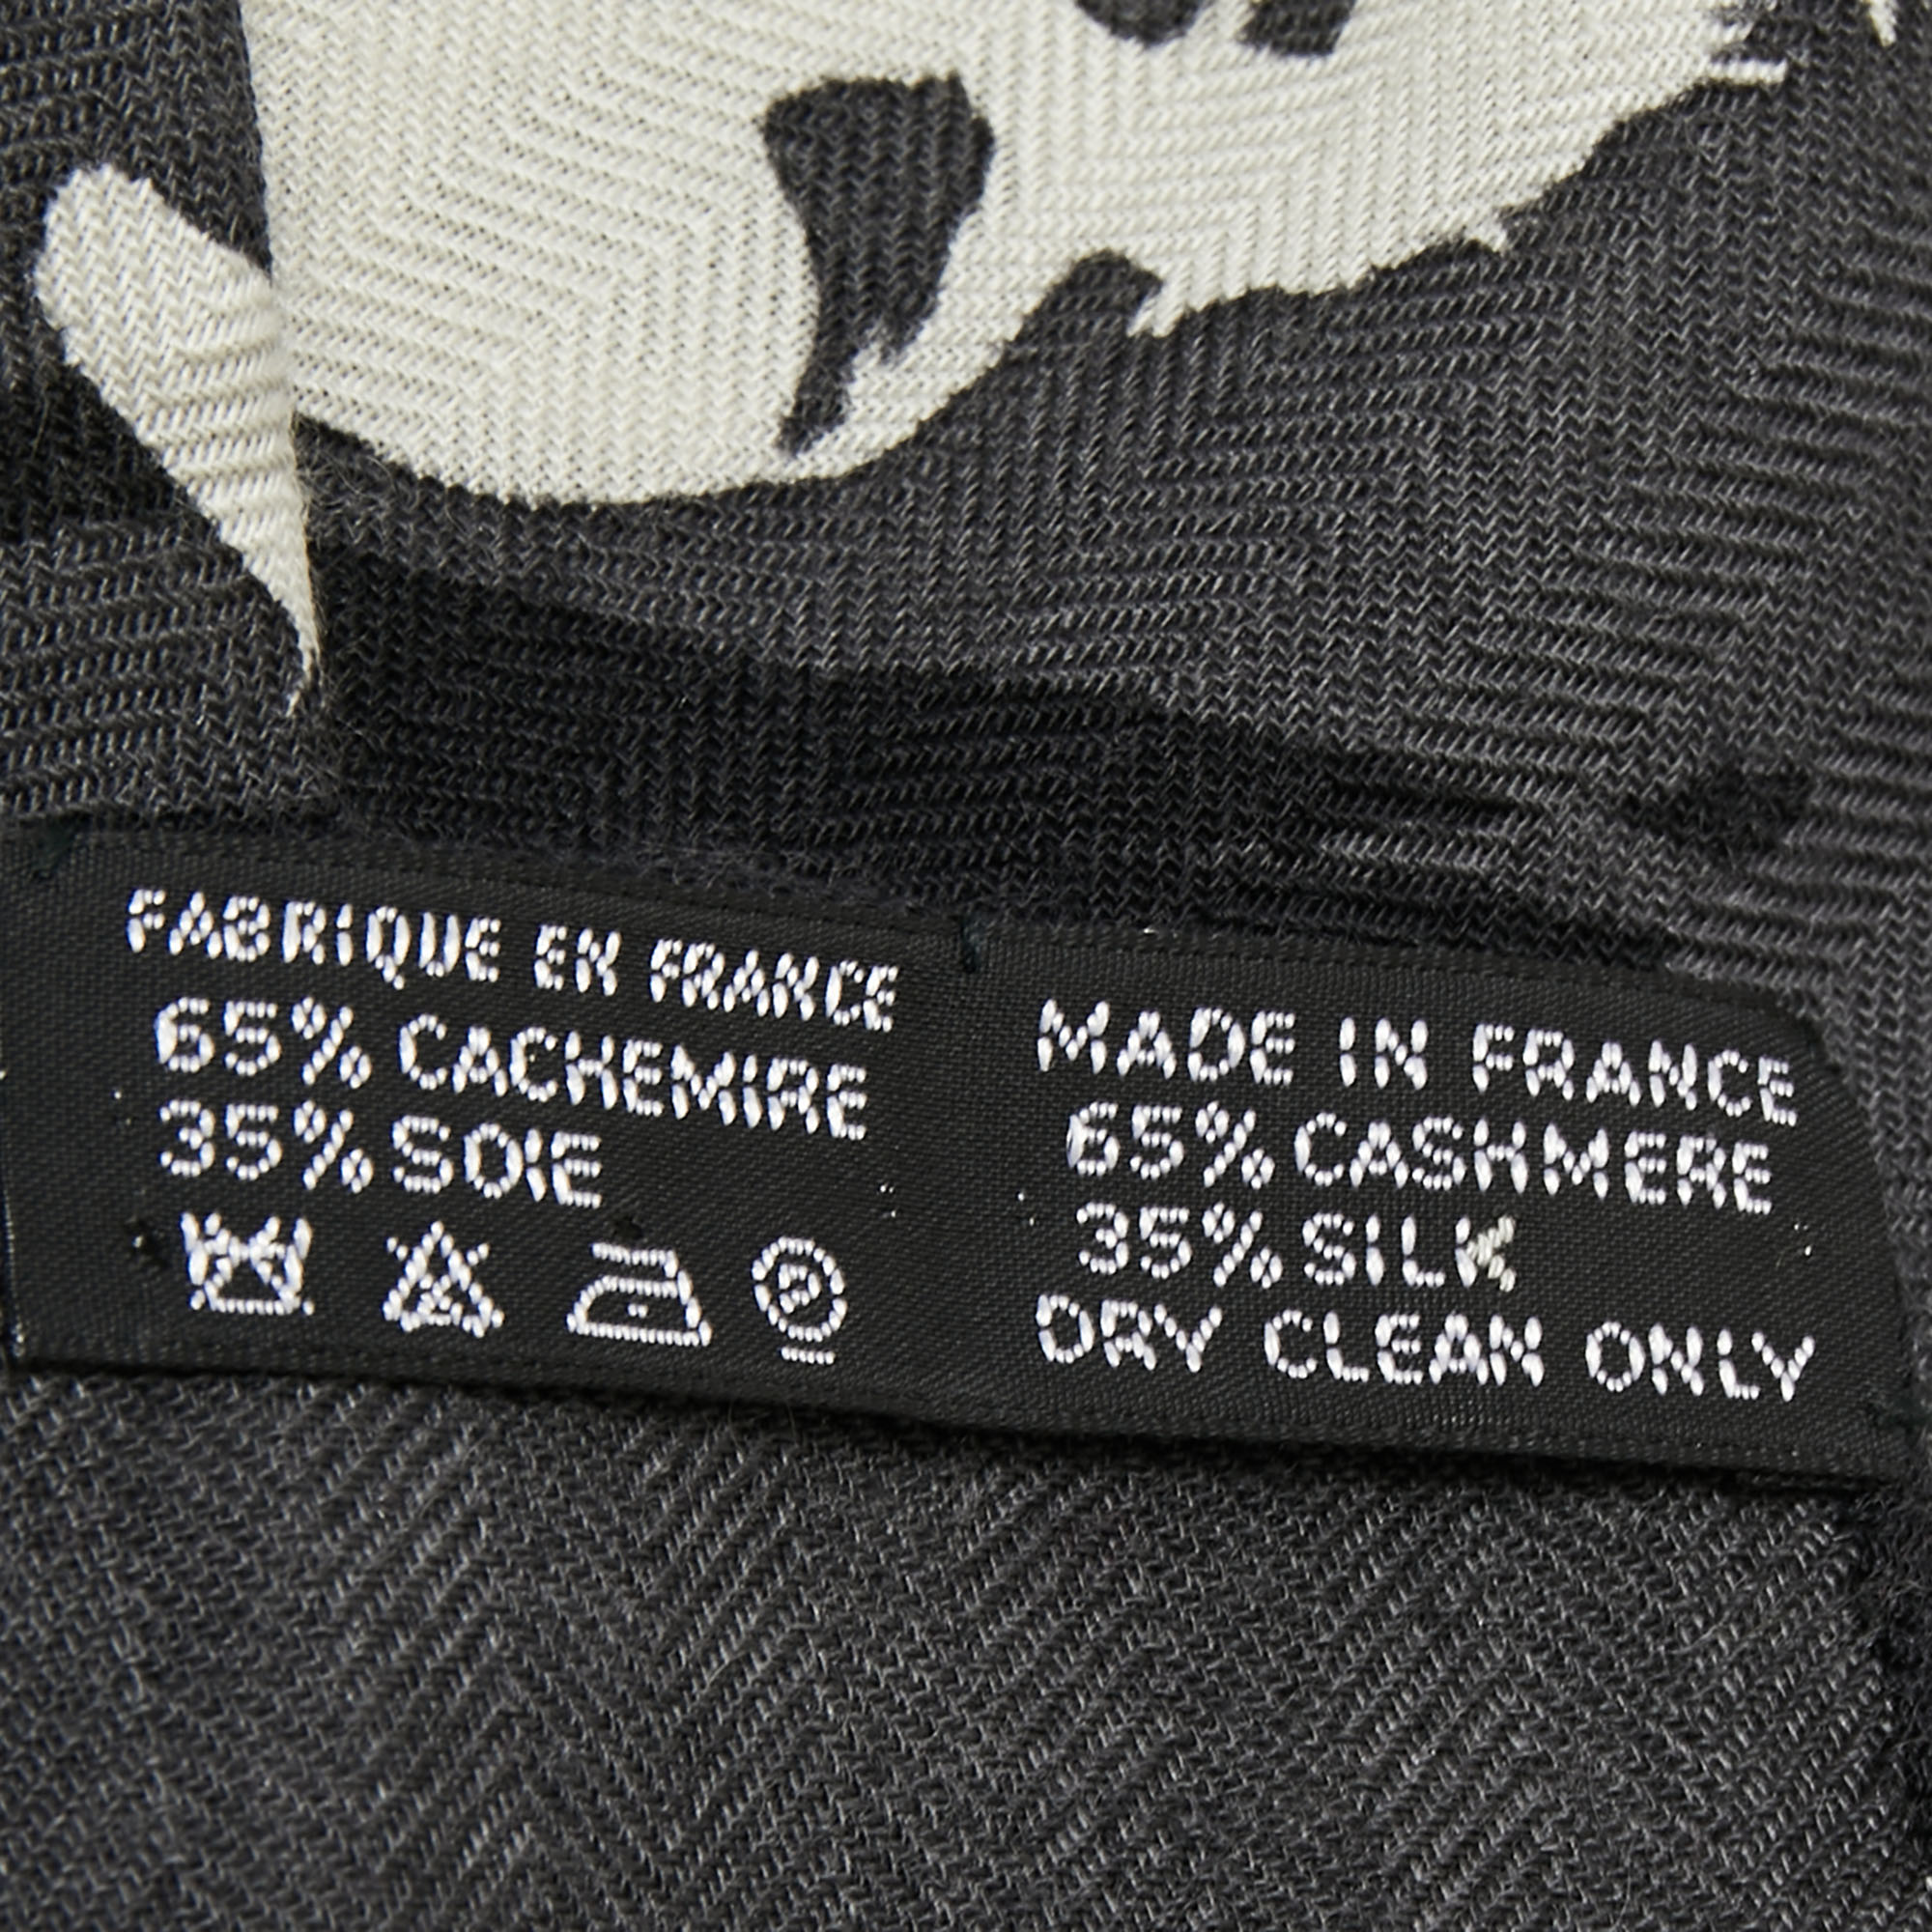 FABRIQUE EN FRANCE
65% CACHEMIRE
35% SOIE
P
MADE IN FRANCE
65% CASHMERE
35% SILK
DRY CLEAN ONLY